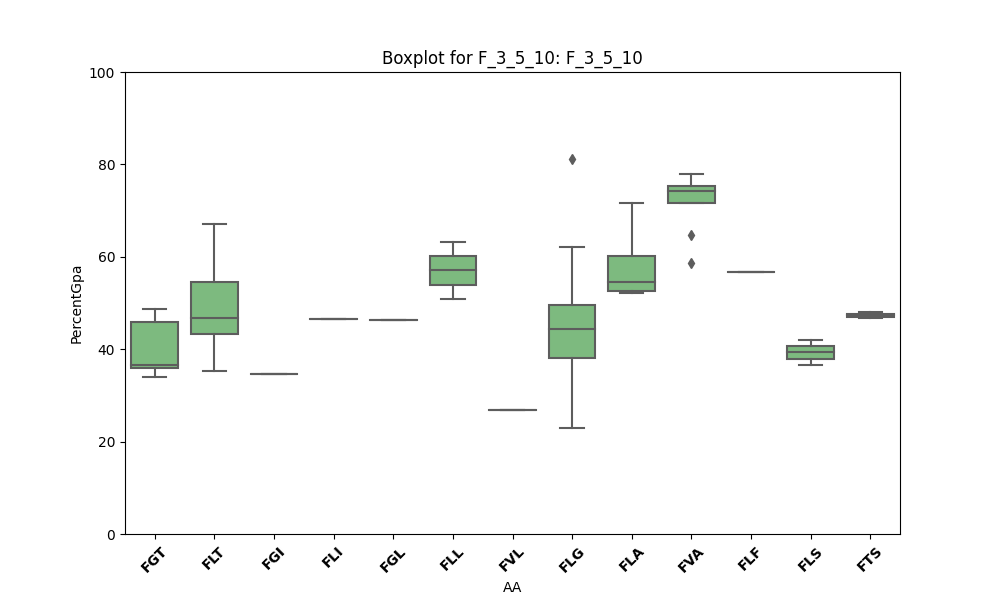 Boxplot for F_3_5_10: F_3_5_10
PercentGpa
100
80
60
40
20
0
FGT FLT FGI FLI FGL FLL FVL FLG FLA FVA FLF FLS FTS
AA